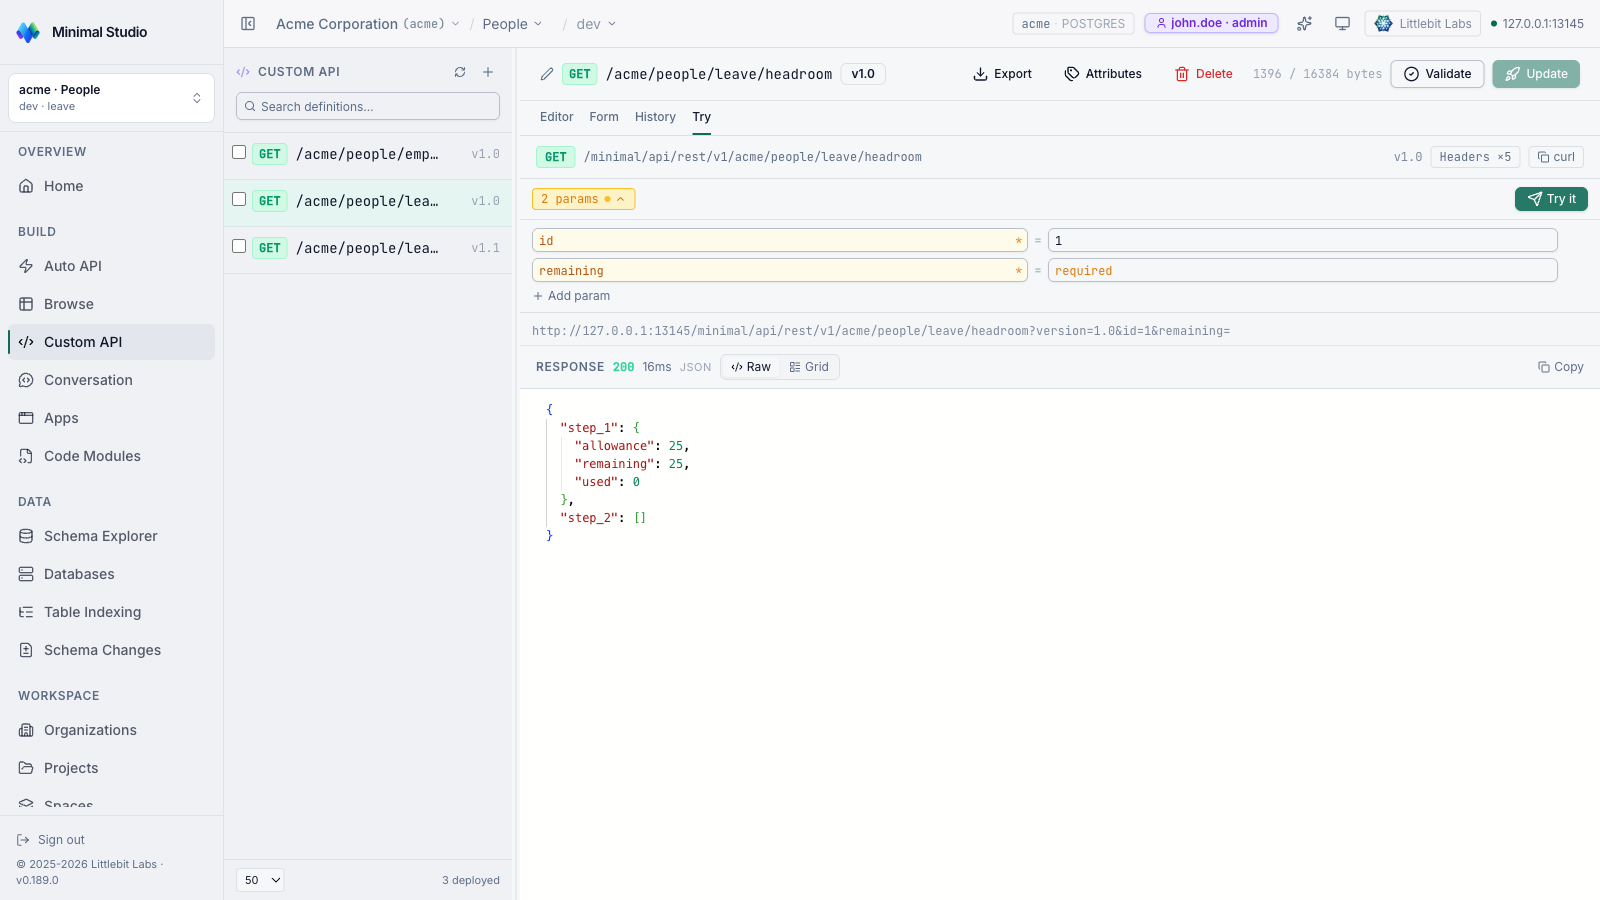 Minimal Studio
Acme Corporation (acme) / People / dev
acme · POSTGRES
john.doe · admin
Littlebit Labs
127.0.0.1:13145
acme · People
dev · leave
OVERVIEW
Home
BUILD
Auto API
Browse
Custom API
Conversation
Apps
Code Modules
DATA
Schema Explorer
Databases
Table Indexing
Schema Changes
WORKSPACE
Organizations
Projects
Spaces
Sign out
© 2025-2026 Littlebit Labs ·
v0.189.0
CUSTOM API
Search definitions...
GET /acme/people/emp… v1.0
GET /acme/people/lea… v1.0
GET /acme/people/lea… v1.1
50
3 deployed
GET /acme/people/leave/headroom v1.0
Export
Attributes
Delete
1396 / 16384 bytes
Validate
Update
Editor Form History Try
GET /minimal/api/rest/v1/acme/people/leave/headroom
v1.0 Headers ×5 curl
2 params
Try it
id * = 1
remaining * = required
+ Add param
http://127.0.0.1:13145/minimal/api/rest/v1/acme/people/leave/headroom?version=1.0&id=1&remaining=
RESPONSE 200 16ms JSON Raw Grid
Copy
{
"step_1": {
"allowance": 25,
"remaining": 25,
"used": 0
},
"step_2": []
}